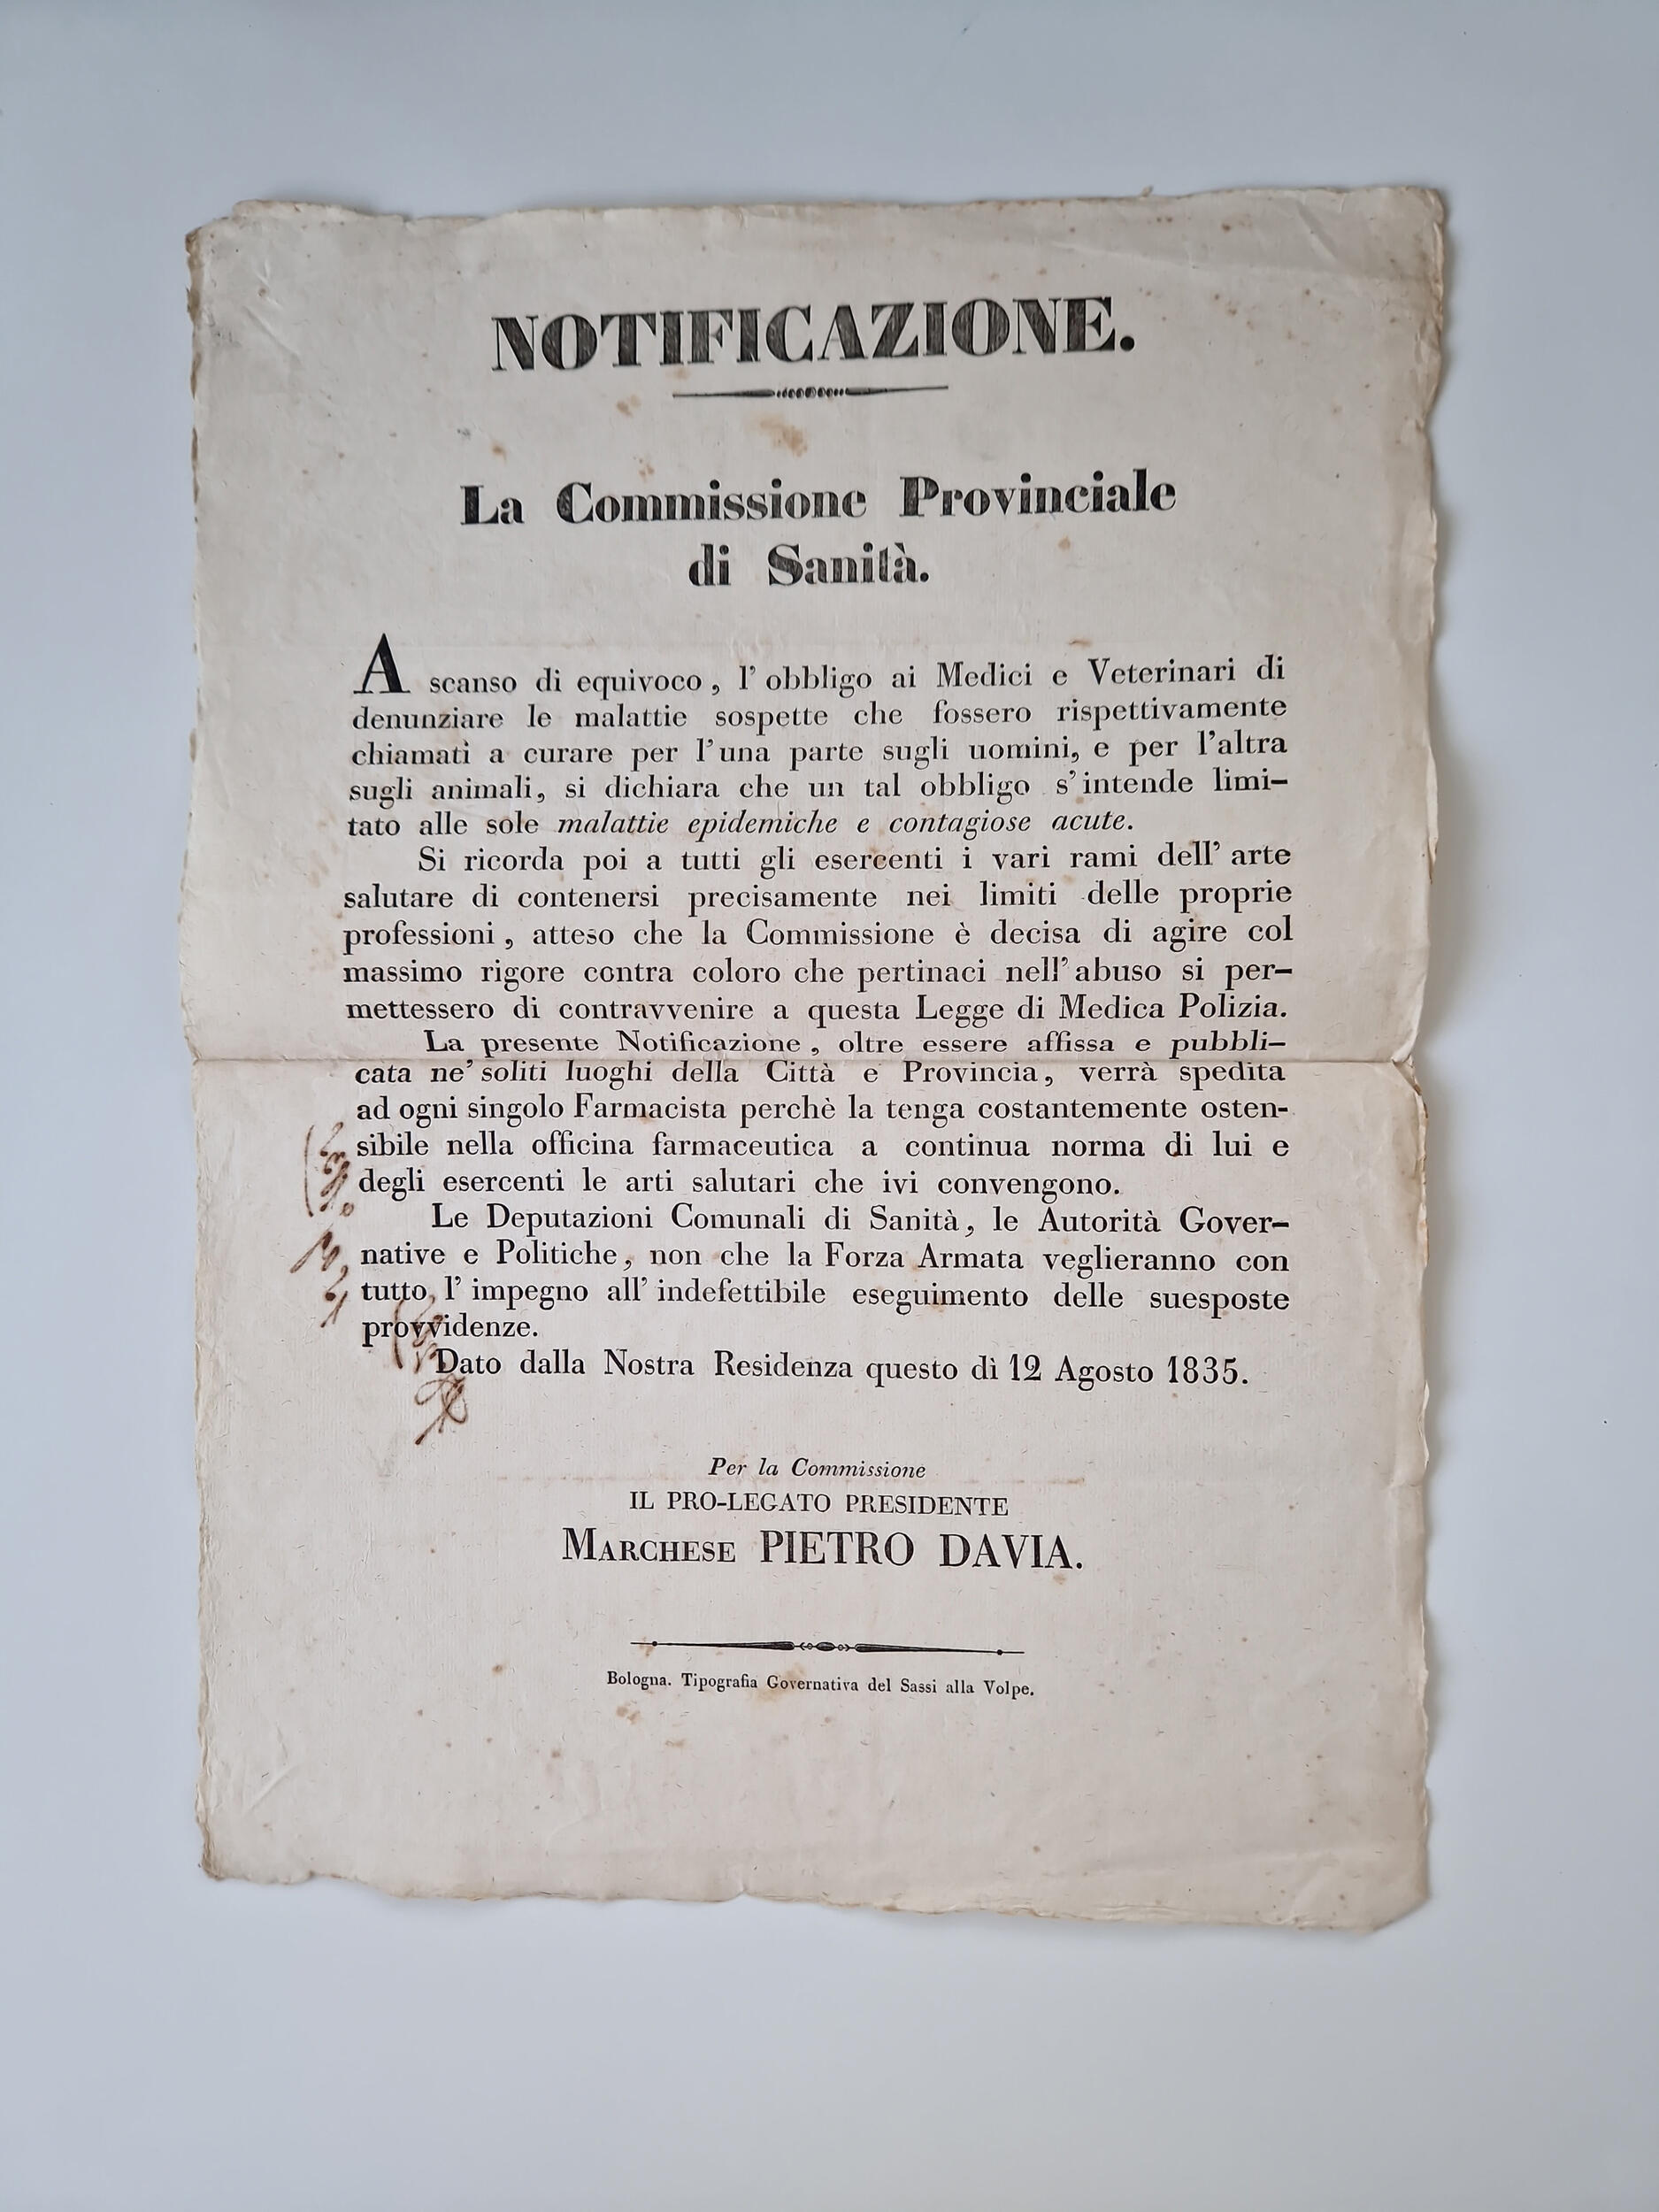 NOTIFICAZIONE.
La Commissione Provinciale
di Sanità.
A scanso di equivoco, l'obbligo ai Medici e Veterinari di
denunziare le malattie sospette che fossero rispettivamente
chiamati a curare per l'una parte sugli uomini, e per l'altra
sugli animali, si dichiara che un tal obbligo s'intende limi-
tato alle sole malattie epidemiche e contagiose acute.
Si ricorda poi a tutti gli esercenti i vari rami dell'arte
salutare di contenersi precisamente nei limiti delle proprie
professioni, atteso che la Commissione è decisa di agire col
massimo rigore contra coloro che pertinaci nell'abuso si per-
mettessero di contravvenire a questa Legge di Medica Polizia.
La presente Notificazione, oltre essere affissa e pubbli-
cata ne' soliti luoghi della Città e Provincia, verrà spedita
ad ogni singolo Farmacista perchè la tenga costantemente osten-
sibile nella officina farmaceutica a continua norma di lui e
degli esercenti le arti salutari che ivi convengono.
Le Deputazioni Comunali di Sanità, le Autorità Gover-
native e Politiche, non che la Forza Armata veglieranno con
tutto l'impegno all'indefettibile eseguimento delle suesposte
provvidenze.
Dato dalla Nostra Residenza questo dì 12 Agosto 1835.
Per la Commissione
IL PRO-LEGATO PRESIDENTE
MARCHESE PIETRO DAVIA.
Bologna. Tipografia Governativa del Sassi alla Volpe.